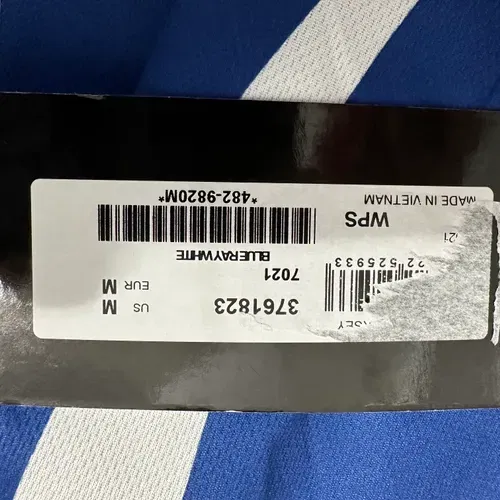 3761823
US M
7021
EUR M
BLUERAYWHITE
WPS
*482-9820M*
MADE IN VIETNAM